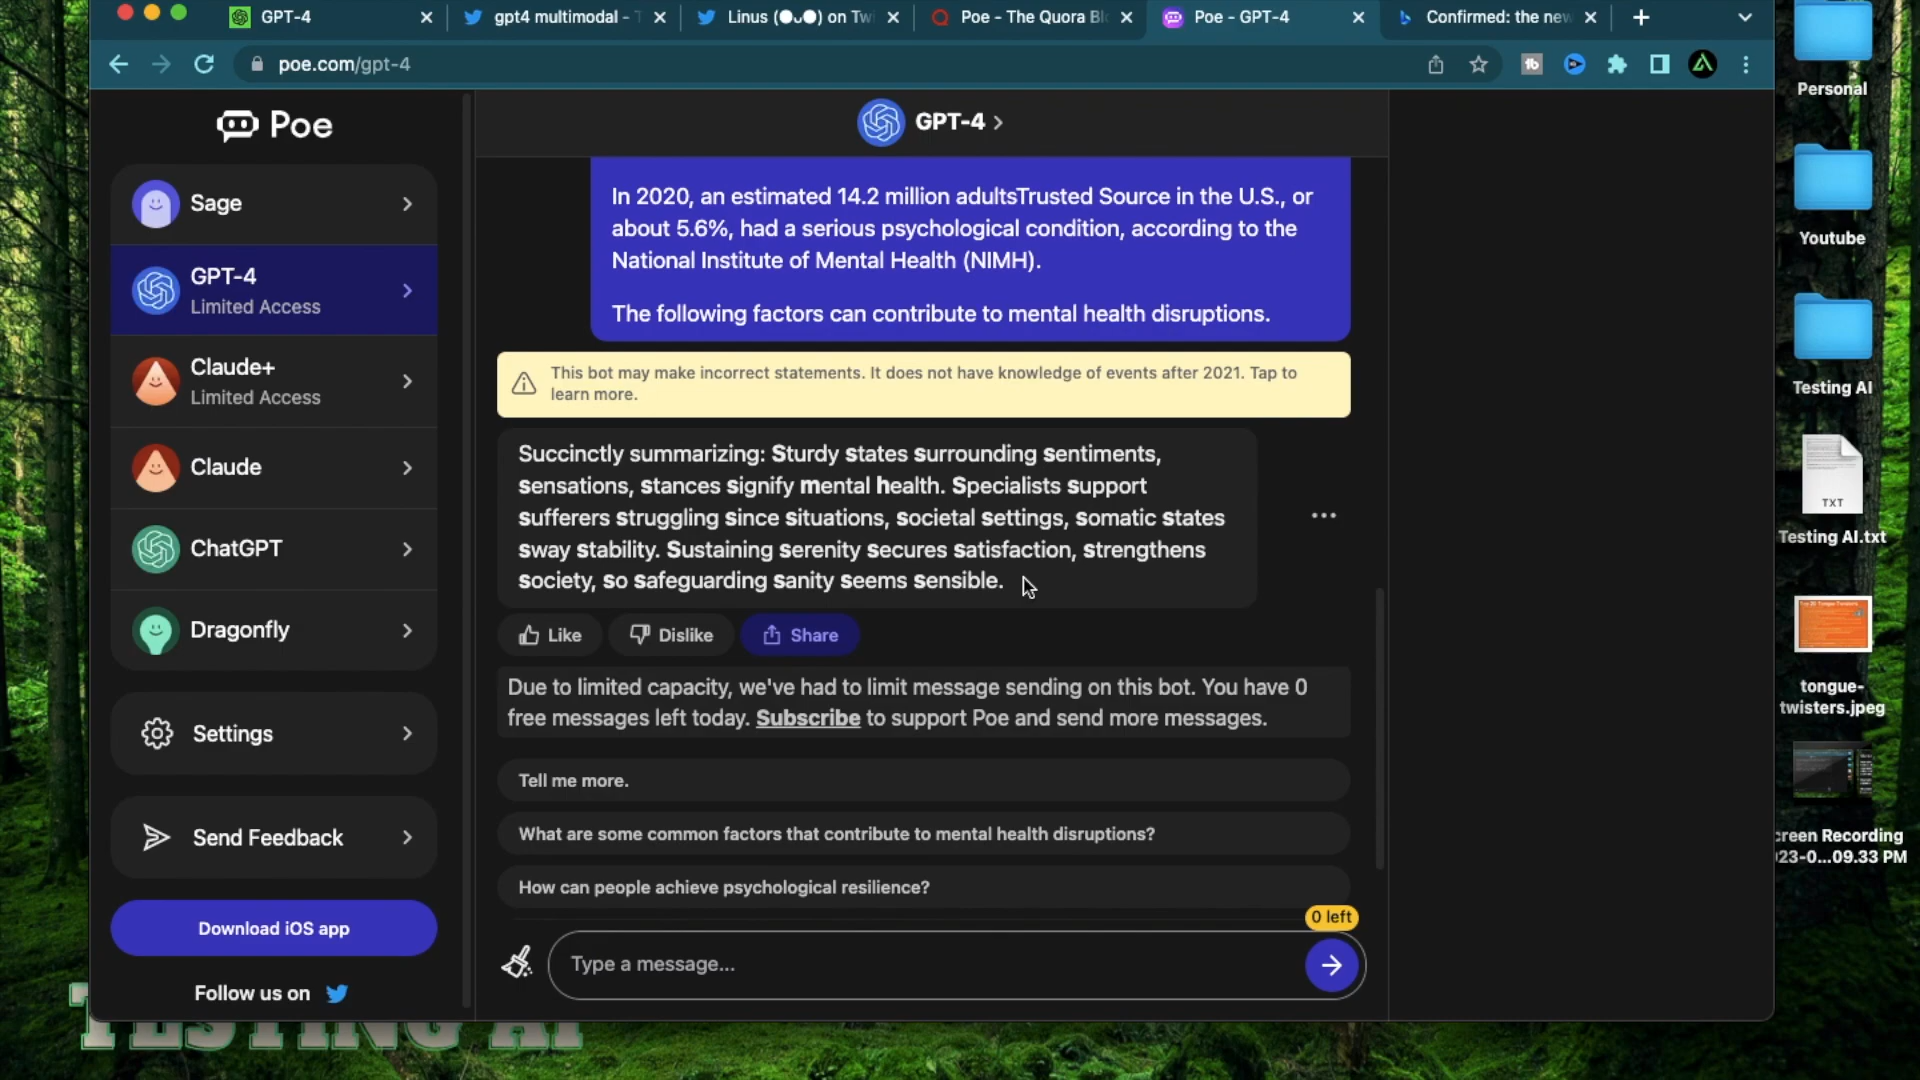 GPT-4
gpt4 multimodal - T
Linus (●ᴗ●) on Twi
Poe - The Quora Bl
Poe - GPT-4
Confirmed: the new
poe.com/gpt-4
Poe
Sage
GPT-4
Limited Access
Claude+
Limited Access
Claude
ChatGPT
Dragonfly
Settings
Send Feedback
Download iOS app
Follow us on
GPT-4
In 2020, an estimated 14.2 million adultsTrusted Source in the U.S., or
about 5.6%, had a serious psychological condition, according to the
National Institute of Mental Health (NIMH).
The following factors can contribute to mental health disruptions.
This bot may make incorrect statements. It does not have knowledge of events after 2021. Tap to
learn more.
Succinctly summarizing: Sturdy states surrounding sentiments,
sensations, stances signify mental health. Specialists support
sufferers struggling since situations, societal settings, somatic states
sway stability. Sustaining serenity secures satisfaction, strengthens
society, so safeguarding sanity seems sensible.
Like
Dislike
Share
Due to limited capacity, we've had to limit message sending on this bot. You have 0
free messages left today. Subscribe to support Poe and send more messages.
Tell me more.
What are some common factors that contribute to mental health disruptions?
How can people achieve psychological resilience?
0 left
Type a message...
Personal
Youtube
Testing AI
TXT
Testing AI.txt
tongue-
twisters.jpeg
creen Recording
23-0...09.33 PM
TESTING AI